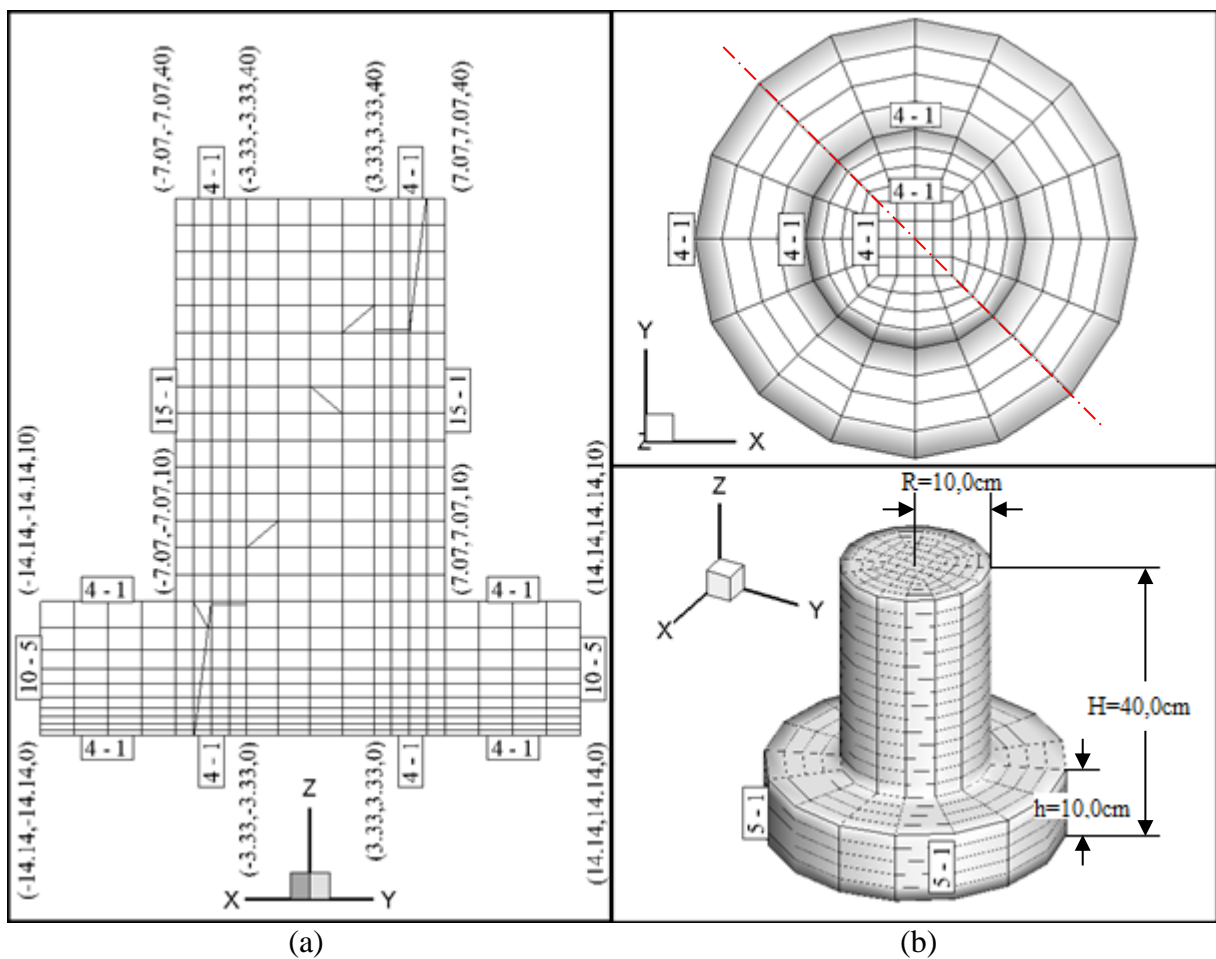 (-7.07,-7.07,40)
(-3.33,-3.33,40)
(3.33,3.33,40)
(7.07,7.07,40)
4 - 1
4 - 1
15 - 1
15 - 1
(-14.14,-14.14,10)
(-7.07,-7.07,10)
(7.07,7.07,10)
(14.14,14.14,10)
4 - 1
4 - 1
10 - 5
10 - 5
4 - 1
4 - 1
4 - 1
4 - 1
(-14.14,-14.14,0)
(-3.33,-3.33,0)
(3.33,3.33,0)
(14.14,14.14,0)
Z
X
Y
(a)
4 - 1
4 - 1
4 - 1
4 - 1
4 - 1
Y
Z
X
R=10,0cm
Z
X
Y
H=40,0cm
h=10,0cm
5 - 1
5 - 1
(b)